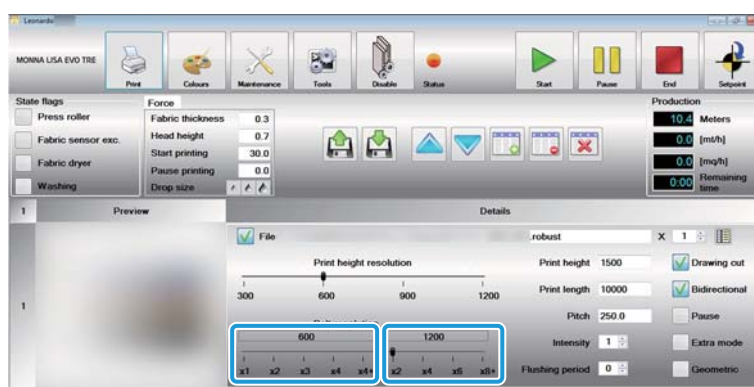 Leonardo
MONNA LISA EVO TRE
Print
Colours
Maintenance
Tools
Disable
Status
Start
Pause
End
Setpoint
State flags
Press roller
Fabric sensor exc.
Fabric dryer
Washing
Force
Fabric thickness 0.3
Head height 0.7
Start printing 30.0
Pause printing 0.0
Drop size
Production
10.4 Meters
0.0 [mt/h]
0.0 [mq/h]
0:00 Remaining time
1 Preview Details
1
File .robust X 1
Print height resolution
300 600 900 1200
600
x1 x2 x3 x4 x4+
1200
x2 x4 x6 x8+
Print height 1500
Print length 10000
Pitch 250.0
Intensity 1
Flushing period 0
Drawing cut
Bidirectional
Pause
Extra mode
Geometric